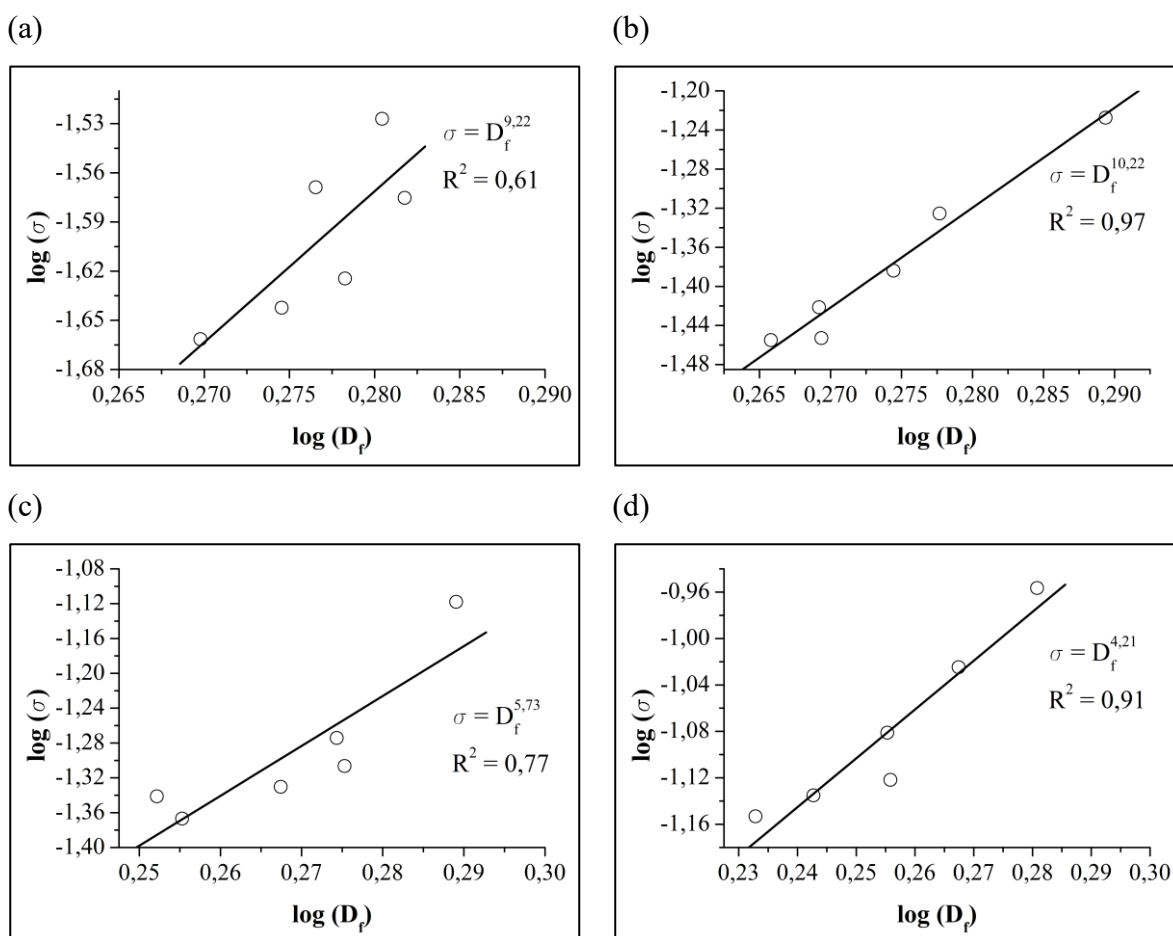 (a)
log (σ)
-1,53
-1,56
-1,59
-1,62
-1,65
-1,68
σ = D_f^9,22
R² = 0,61
0,265 0,270 0,275 0,280 0,285 0,290
log (D_f)
(b)
log (σ)
-1,20
-1,24
-1,28
-1,32
-1,36
-1,40
-1,44
-1,48
σ = D_f^10,22
R² = 0,97
0,265 0,270 0,275 0,280 0,285 0,290
log (D_f)
(c)
log (σ)
-1,08
-1,12
-1,16
-1,20
-1,24
-1,28
-1,32
-1,36
-1,40
σ = D_f^5,73
R² = 0,77
0,25 0,26 0,27 0,28 0,29 0,30
log (D_f)
(d)
log (σ)
-0,96
-1,00
-1,04
-1,08
-1,12
-1,16
σ = D_f^4,21
R² = 0,91
0,23 0,24 0,25 0,26 0,27 0,28 0,29 0,30
log (D_f)